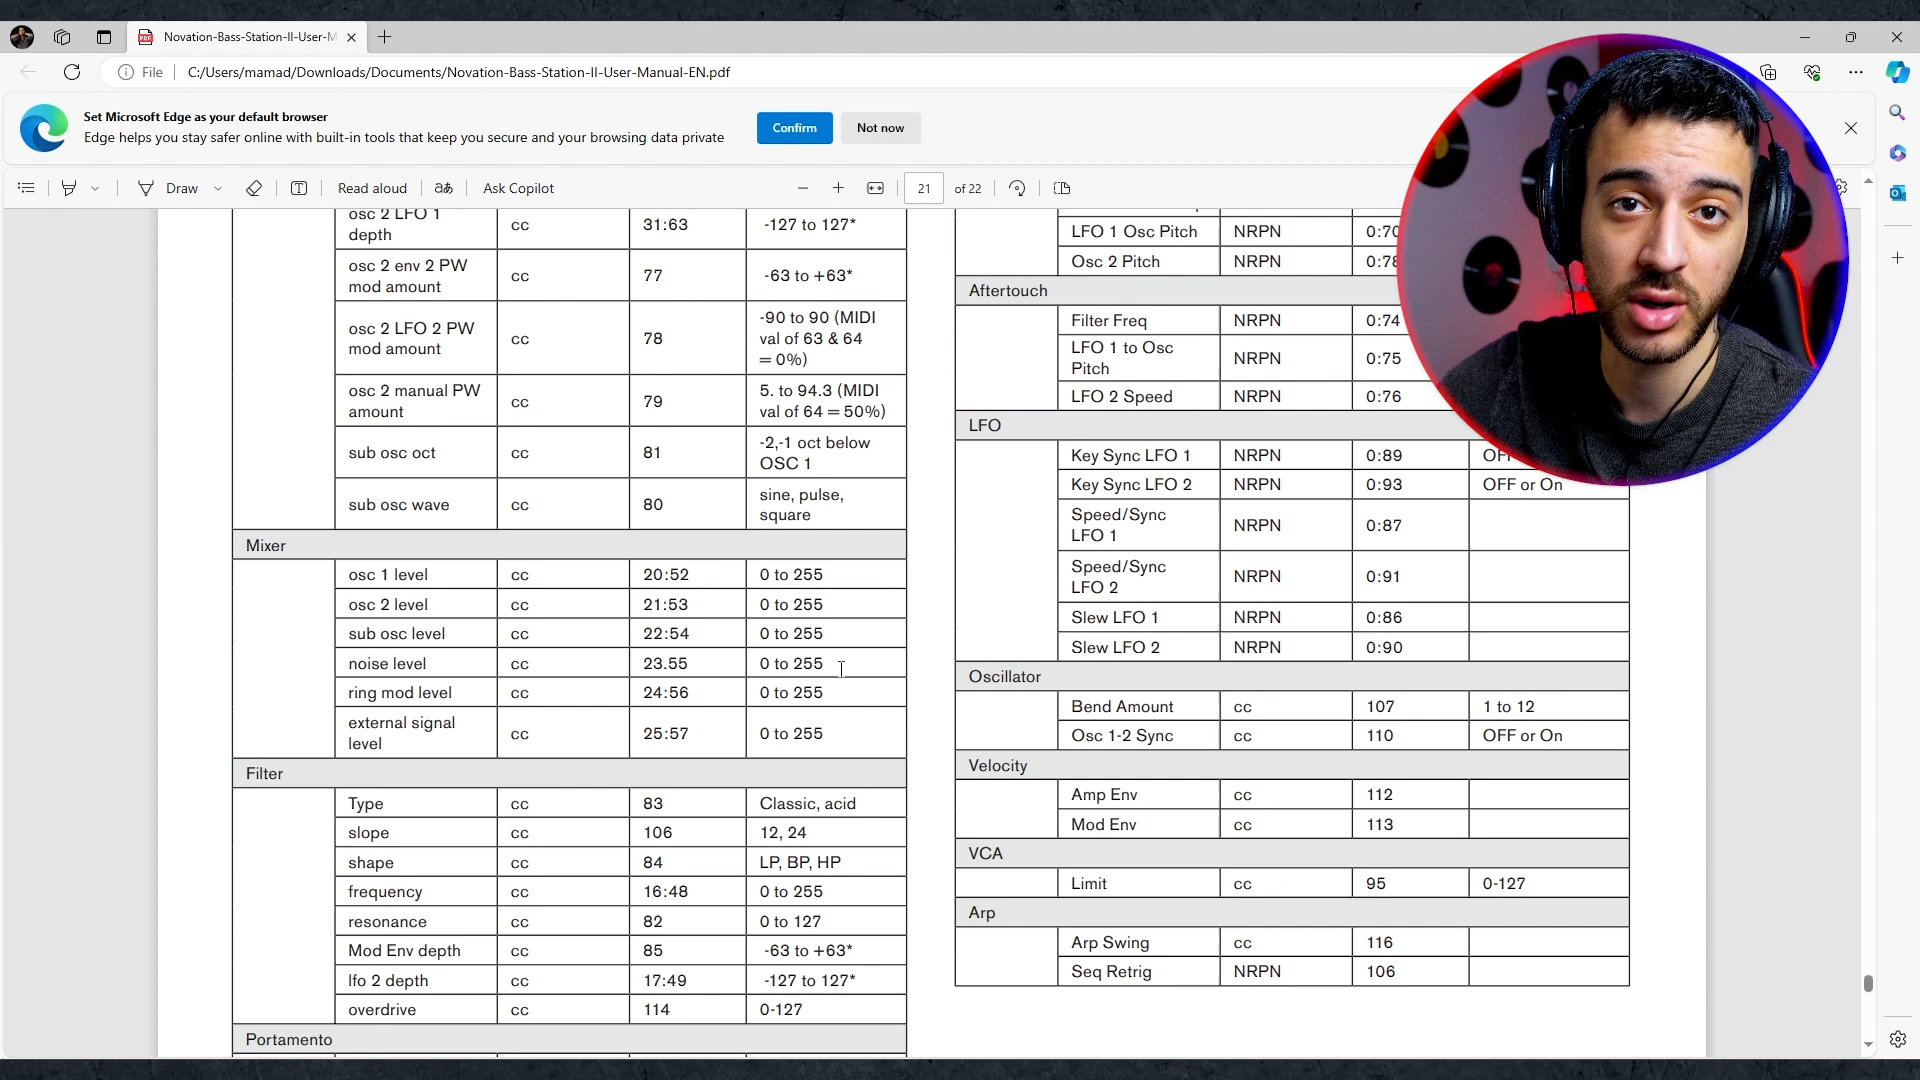 Novation-Bass-Station-II-User-M
File
C:/Users/mamad/Downloads/Documents/Novation-Bass-Station-II-User-Manual-EN.pdf
Set Microsoft Edge as your default browser
Edge helps you stay safer online with built-in tools that keep you secure and your browsing data private
Confirm
Not now
Draw
Read aloud
Ask Copilot
21
of 22
osc 2 LFO 1
depth
cc
31:63
-127 to 127*
osc 2 env 2 PW
mod amount
cc
77
-63 to +63*
osc 2 LFO 2 PW
mod amount
cc
78
-90 to 90 (MIDI
val of 63 & 64
= 0%)
osc 2 manual PW
amount
cc
79
5. to 94.3 (MIDI
val of 64 = 50%)
sub osc oct
cc
81
-2,-1 oct below
OSC 1
sub osc wave
cc
80
sine, pulse,
square
Mixer
osc 1 level
cc
20:52
0 to 255
osc 2 level
cc
21:53
0 to 255
sub osc level
cc
22:54
0 to 255
noise level
cc
23.55
0 to 255
ring mod level
cc
24:56
0 to 255
external signal
level
cc
25:57
0 to 255
Filter
Type
cc
83
Classic, acid
slope
cc
106
12, 24
shape
cc
84
LP, BP, HP
frequency
cc
16:48
0 to 255
resonance
cc
82
0 to 127
Mod Env depth
cc
85
-63 to +63*
lfo 2 depth
cc
17:49
-127 to 127*
overdrive
cc
114
0-127
Portamento
LFO 1 Osc Pitch
NRPN
0:70
Osc 2 Pitch
NRPN
0:78
Aftertouch
Filter Freq
NRPN
0:74
LFO 1 to Osc
Pitch
NRPN
0:75
LFO 2 Speed
NRPN
0:76
LFO
Key Sync LFO 1
NRPN
0:89
Key Sync LFO 2
NRPN
0:93
OFF or On
Speed/Sync
LFO 1
NRPN
0:87
Speed/Sync
LFO 2
NRPN
0:91
Slew LFO 1
NRPN
0:86
Slew LFO 2
NRPN
0:90
Oscillator
Bend Amount
cc
107
1 to 12
Osc 1-2 Sync
cc
110
OFF or On
Velocity
Amp Env
cc
112
Mod Env
cc
113
VCA
Limit
cc
95
0-127
Arp
Arp Swing
cc
116
Seq Retrig
NRPN
106